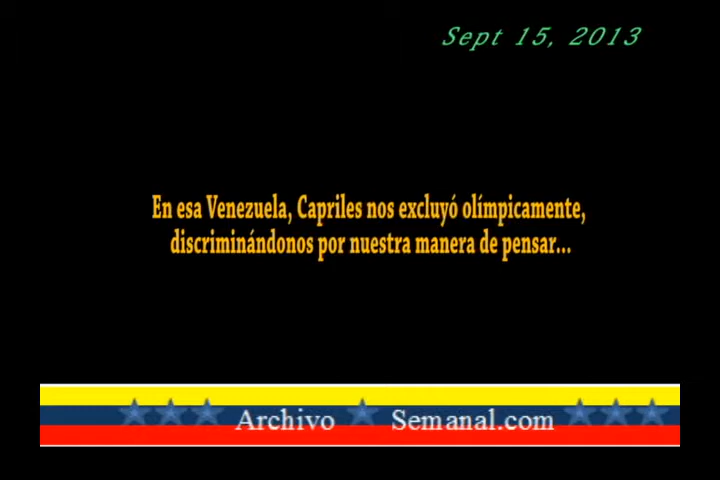 Sept 15, 2013
En esa Venezuela, Capriles nos excluyó olímpicamente,
discriminándonos por nuestra manera de pensar...
Archivo Semanal.com